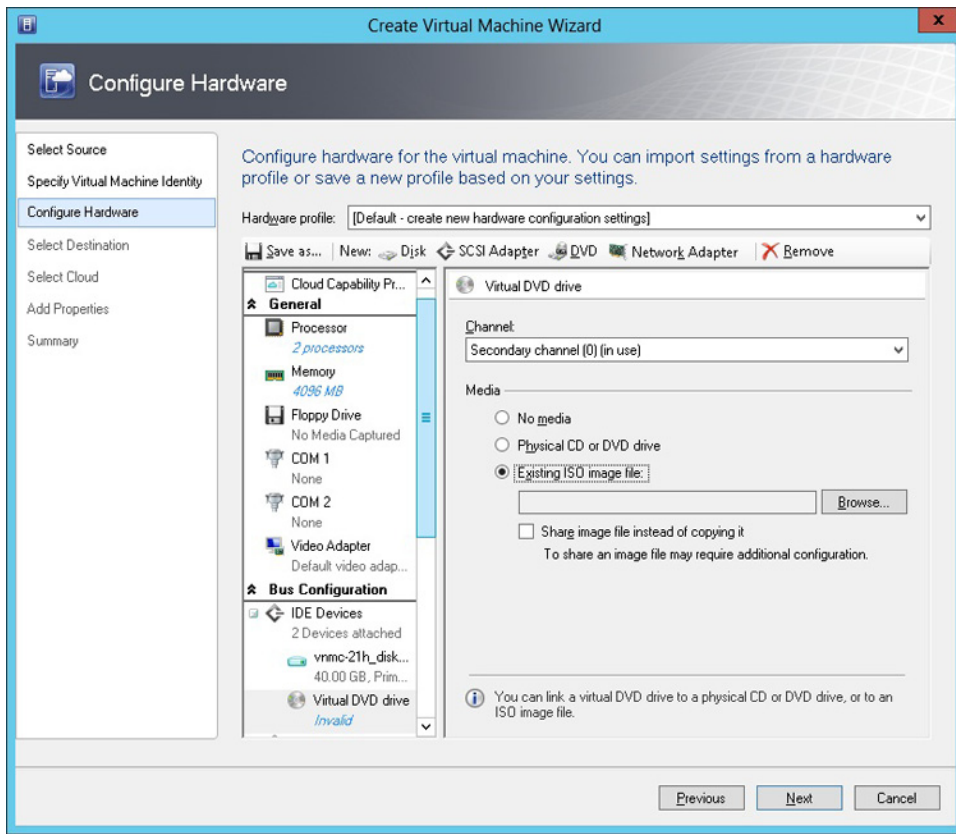 Create Virtual Machine Wizard
x
Configure Hardware
Select Source
Specify Virtual Machine Identity
Configure Hardware
Select Destination
Select Cloud
Add Properties
Summary
Configure hardware for the virtual machine. You can import settings from a hardware
profile or save a new profile based on your settings.
Hardware profile: [Default - create new hardware configuration settings]
Save as... New: Disk SCSI Adapter DVD Network Adapter Remove
Cloud Capability Pr...
General
Processor
2 processors
Memory
4096 MB
Floppy Drive
No Media Captured
COM 1
None
COM 2
None
Video Adapter
Default video adap...
Bus Configuration
IDE Devices
2 Devices attached
vnmc-21h_disk...
40.00 GB, Prim...
Virtual DVD drive
Invalid
Virtual DVD drive
Channel:
Secondary channel (0) (in use)
Media
No media
Physical CD or DVD drive
Existing ISO image file:
Browse...
Share image file instead of copying it
To share an image file may require additional configuration.
You can link a virtual DVD drive to a physical CD or DVD drive, or to an
ISO image file.
Previous Next Cancel